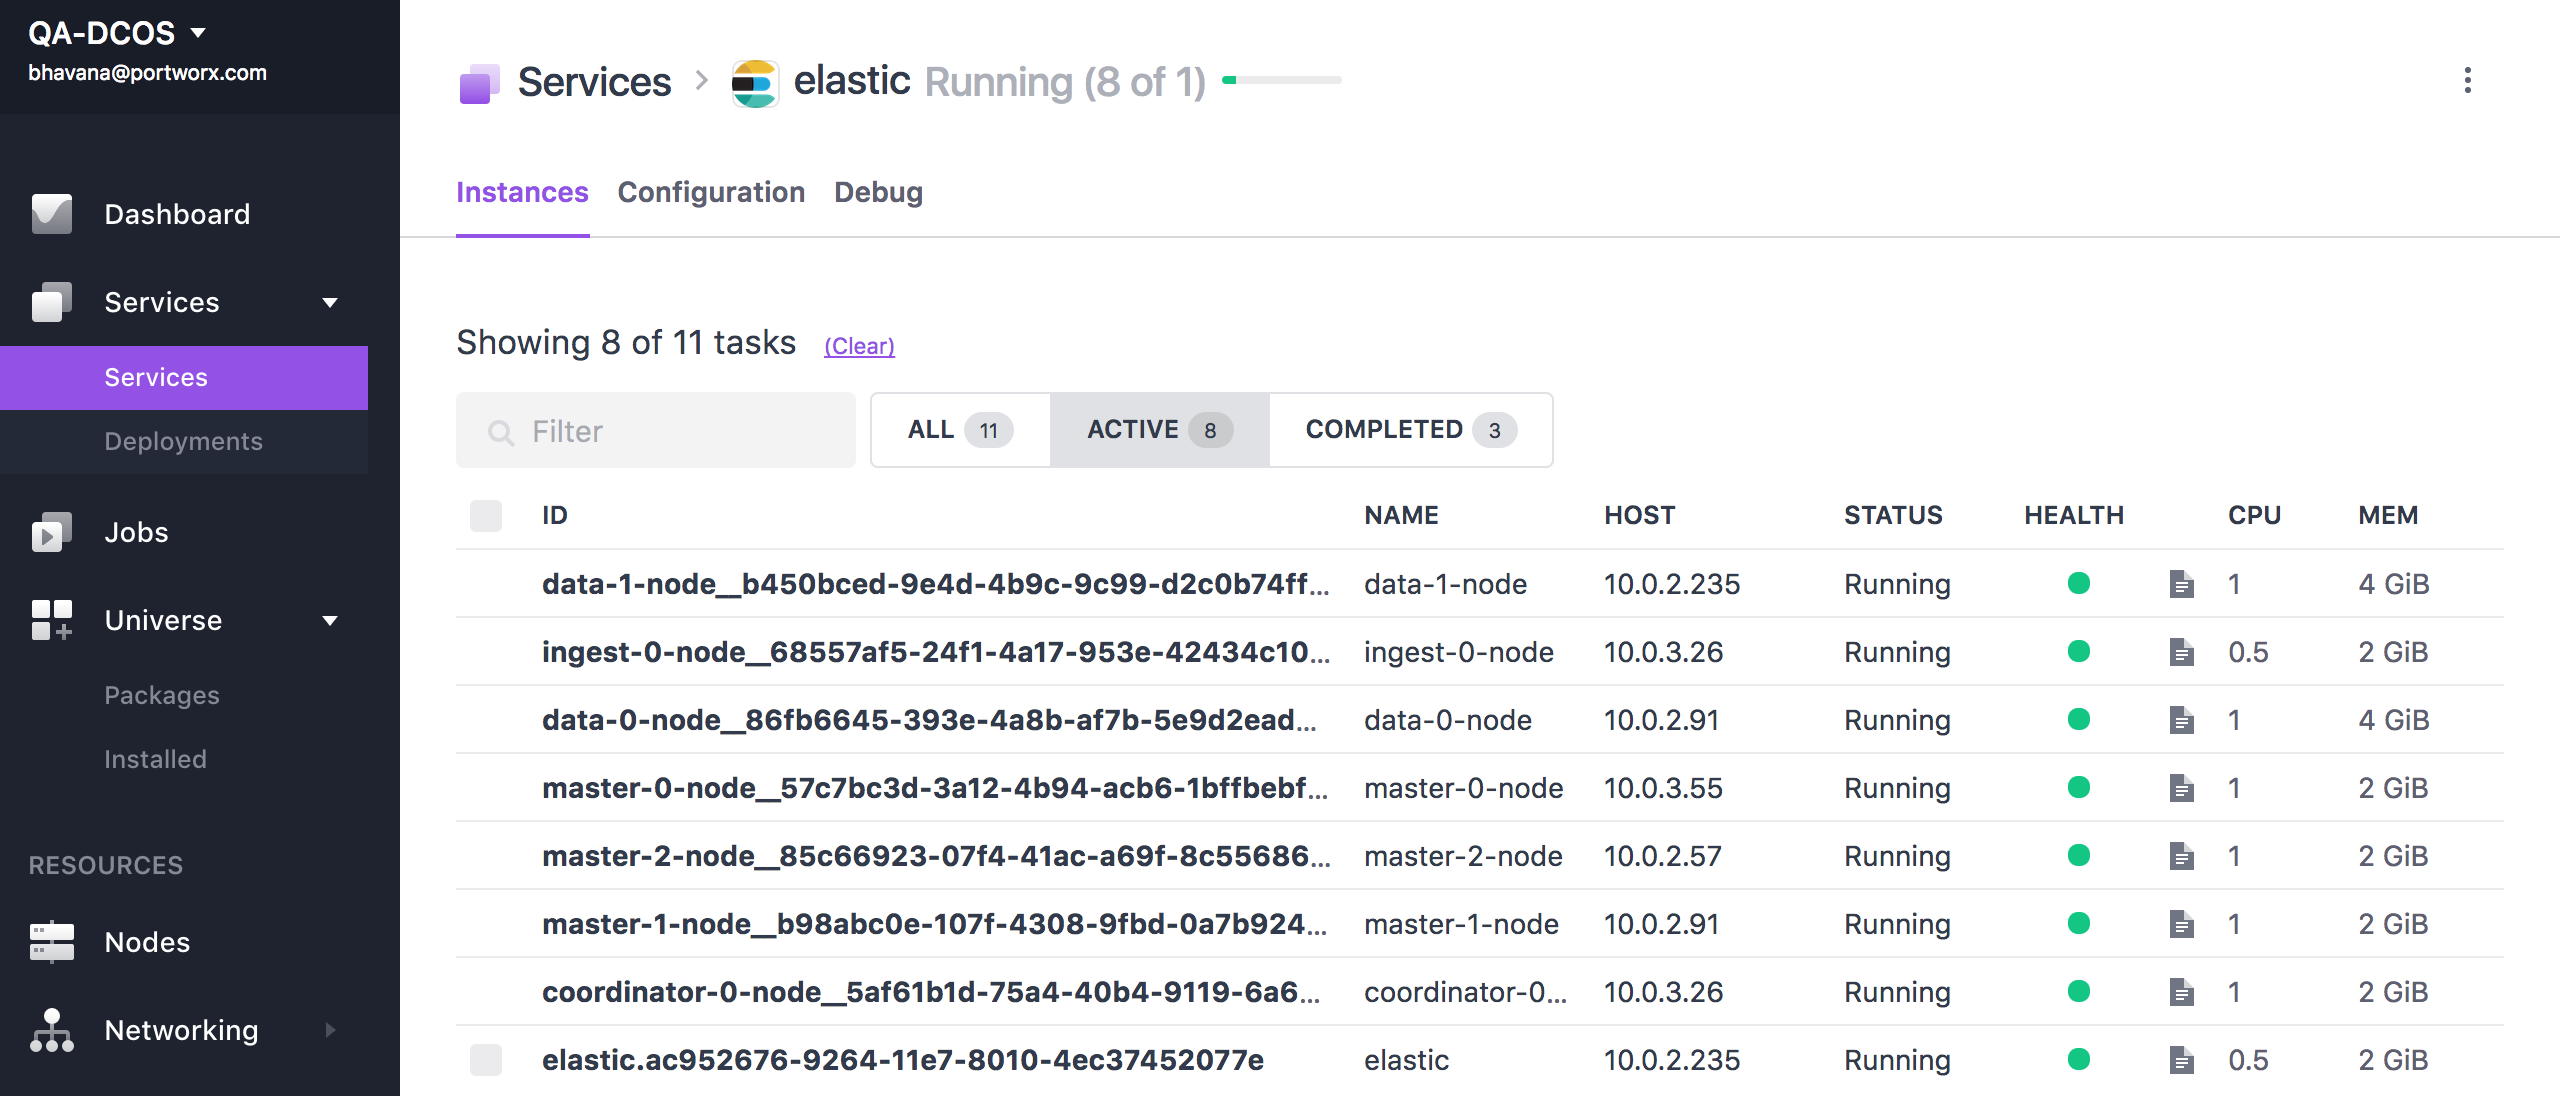 QA-DCOS
bhavana@portworx.com
Dashboard
Services
Services
Deployments
Jobs
Universe
Packages
Installed
RESOURCES
Nodes
Networking
Services > elastic Running (8 of 1)
Instances Configuration Debug
Showing 8 of 11 tasks (Clear)
Filter ALL 11 ACTIVE 8 COMPLETED 3
ID NAME HOST STATUS HEALTH CPU MEM
data-1-node__b450bced-9e4d-4b9c-9c99-d2c0b74ff... data-1-node 10.0.2.235 Running 1 4 GiB
ingest-0-node__68557af5-24f1-4a17-953e-42434c10... ingest-0-node 10.0.3.26 Running 0.5 2 GiB
data-0-node__86fb6645-393e-4a8b-af7b-5e9d2ead... data-0-node 10.0.2.91 Running 1 4 GiB
master-0-node__57c7bc3d-3a12-4b94-acb6-1bffbebf... master-0-node 10.0.3.55 Running 1 2 GiB
master-2-node__85c66923-07f4-41ac-a69f-8c55686... master-2-node 10.0.2.57 Running 1 2 GiB
master-1-node__b98abc0e-107f-4308-9fbd-0a7b924... master-1-node 10.0.2.91 Running 1 2 GiB
coordinator-0-node__5af61b1d-75a4-40b4-9119-6a6... coordinator-0... 10.0.3.26 Running 1 2 GiB
elastic.ac952676-9264-11e7-8010-4ec37452077e elastic 10.0.2.235 Running 0.5 2 GiB